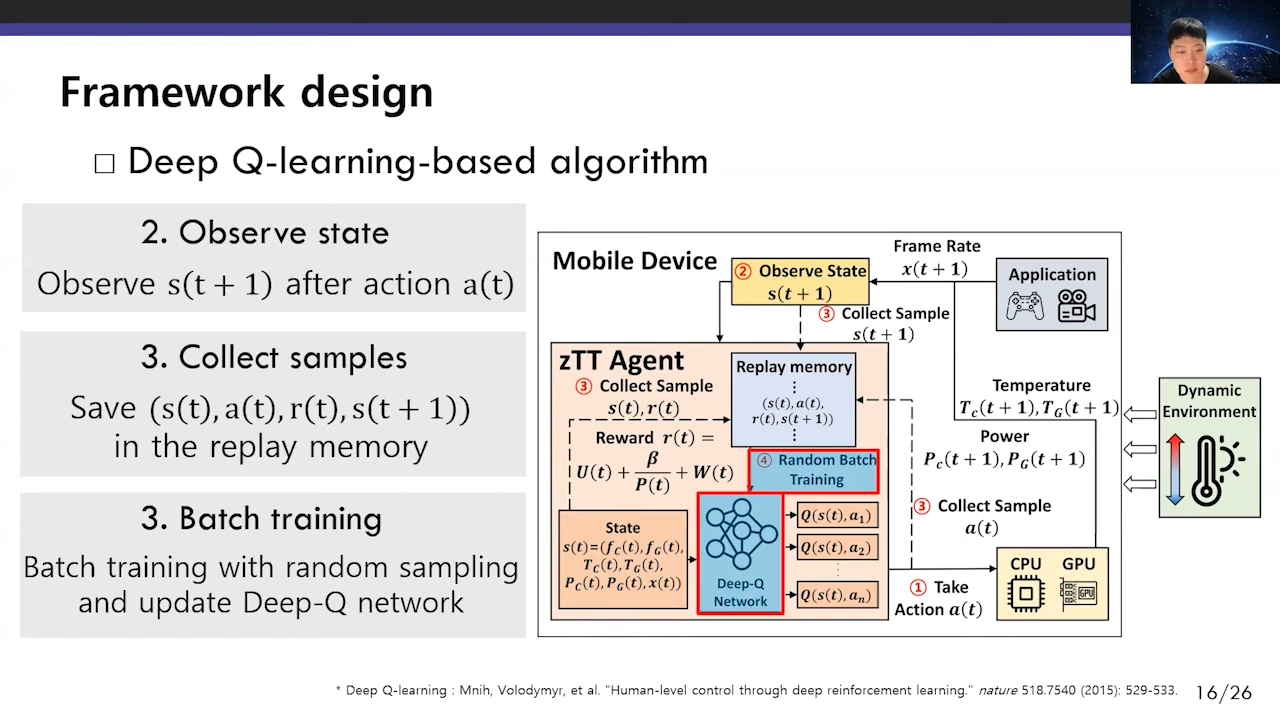 Framework design
□ Deep Q-learning-based algorithm
2. Observe state
Observe s(t + 1) after action a(t)
3. Collect samples
Save (s(t), a(t), r(t), s(t + 1))
in the replay memory
3. Batch training
Batch training with random sampling
and update Deep-Q network
Mobile Device
② Observe State
s(t + 1)
Frame Rate
x(t + 1)
Application
③ Collect Sample
s(t + 1)
zTT Agent
③ Collect Sample
s(t), r(t)
Reward r(t) =
U(t) + β/P(t) + W(t)
Replay memory
⋮
(s(t), a(t),
r(t), s(t + 1))
⋮
④ Random Batch
Training
State
s(t)=(f_C(t), f_G(t),
T_C(t), T_G(t),
P_C(t), P_G(t), x(t))
Deep-Q
Network
Q(s(t), a₁)
Q(s(t), a₂)
⋮
Q(s(t), aₙ)
Temperature
T_c(t + 1), T_G(t + 1)
Power
P_c(t + 1), P_G(t + 1)
③ Collect Sample
a(t)
① Take
Action a(t)
CPU GPU
GPU
Dynamic
Environment
* Deep Q-learning : Mnih, Volodymyr, et al. "Human-level control through deep reinforcement learning." nature 518.7540 (2015): 529-533.
16/26